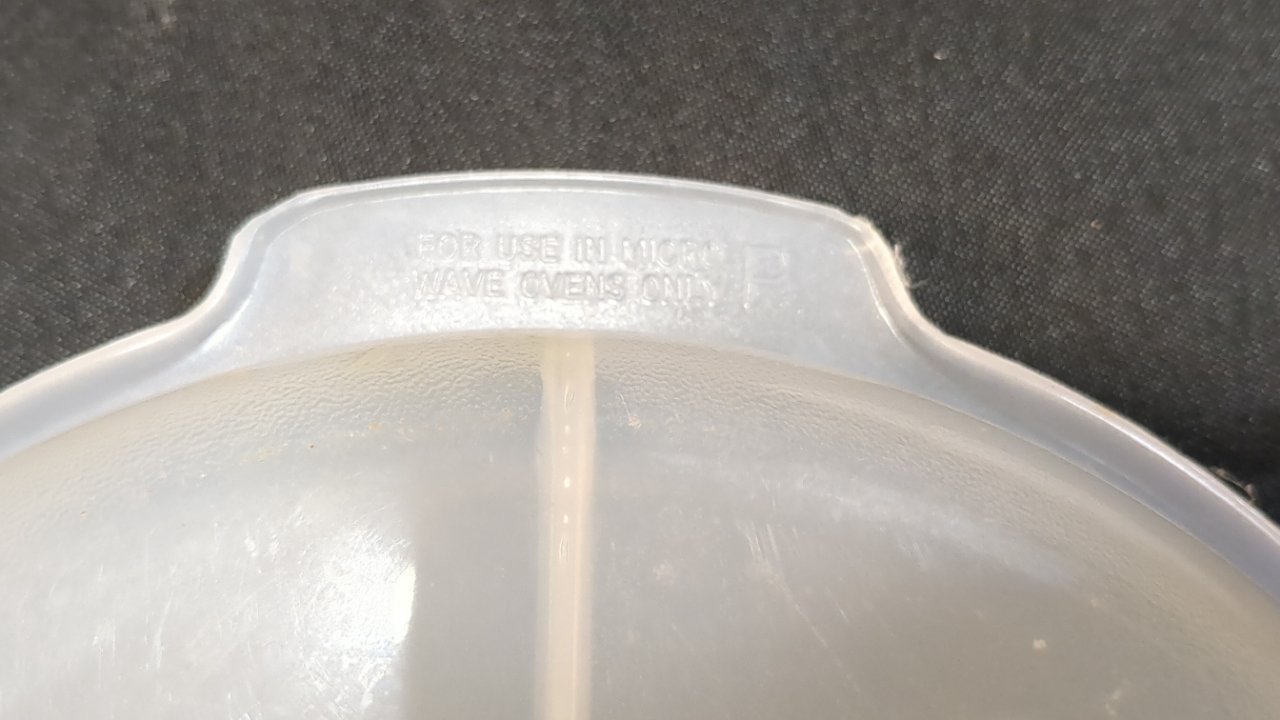 FOR USE IN MICRO
WAVE OVENS ONLY P